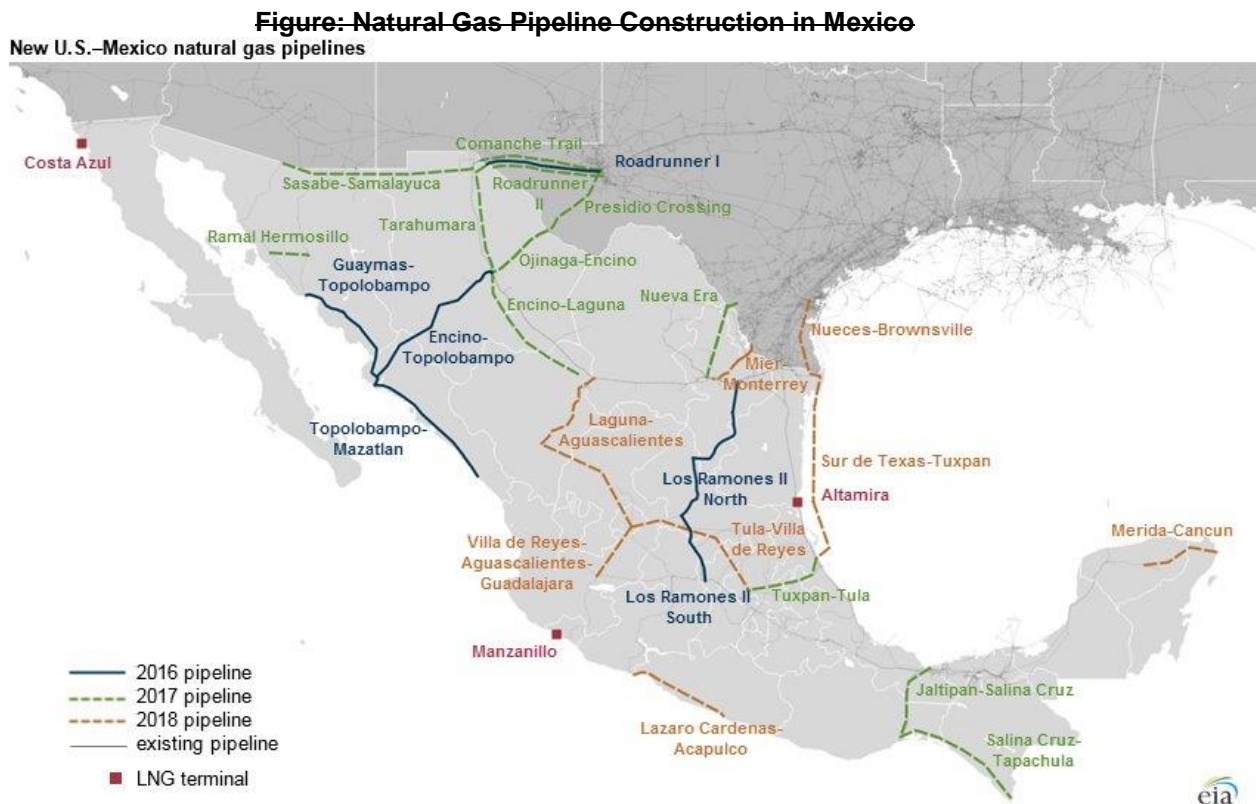 Figure: Natural Gas Pipeline Construction in Mexico
New U.S.–Mexico natural gas pipelines
Costa Azul
Comanche Trail
Roadrunner I
Sasabe-Samalayuca
Roadrunner
II
Presidio Crossing
Tarahumara
Ramal Hermosillo
Ojinaga-Encino
Guaymas-
Topolobampo
Encino-Laguna
Nueva Era
Nueces-Brownsville
Encino-
Topolobampo
Mier-
Monterrey
Laguna-
Aguascalientes
Topolobampo-
Mazatlan
Sur de Texas-Tuxpan
Los Ramones II
North
Altamira
Villa de Reyes-
Aguascalientes-
Guadalajara
Tula-Villa
de Reyes
Merida-Cancun
Los Ramones II
South
Tuxpan-Tula
Manzanillo
Lazaro Cardenas-
Acapulco
Jaltipan-Salina Cruz
Salina Cruz-
Tapachula
2016 pipeline
2017 pipeline
2018 pipeline
existing pipeline
LNG terminal
eia